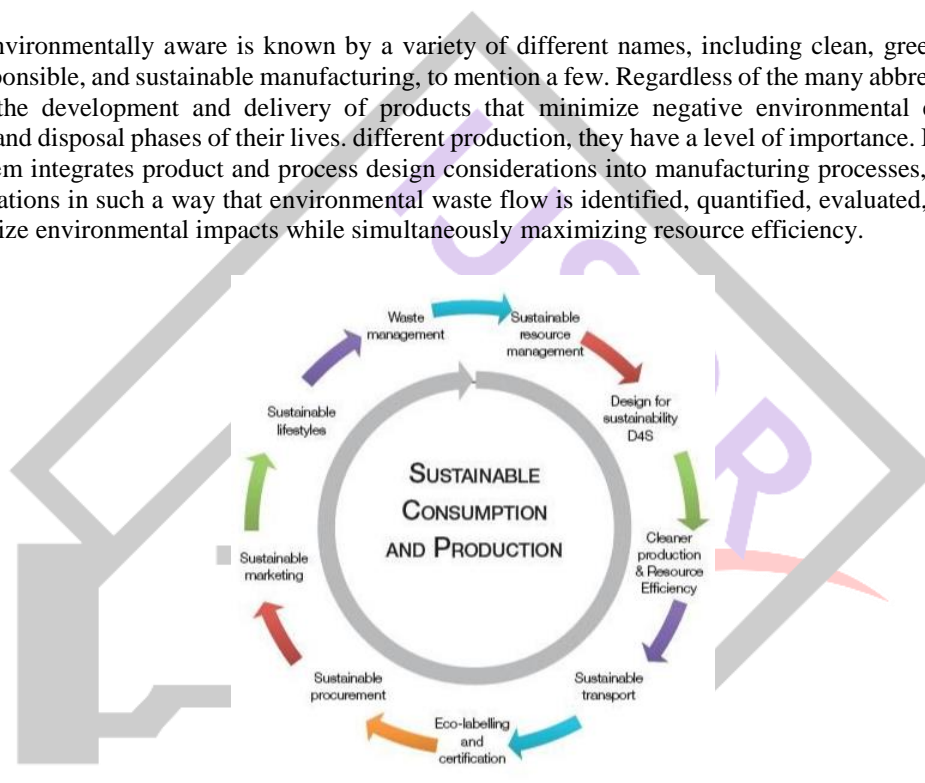 nvironmentally aware is known by a variety of different names, including clean, gree
ponsible, and sustainable manufacturing, to mention a few. Regardless of the many abbre
the development and delivery of products that minimize negative environmental
and disposal phases of their lives. different production, they have a level of importance.
em integrates product and process design considerations into manufacturing processes,
ations in such a way that environmental waste flow is identified, quantified, evaluated,
ize environmental impacts while simultaneously maximizing resource efficiency.
Waste
management
Sustainable
resource
management
Design for
sustainability
D4S
Cleaner
production
& Resource
Efficiency
Sustainable
transport
Eco-labelling
and
certification
Sustainable
procurement
Sustainable
marketing
Sustainable
lifestyles
SUSTAINABLE
CONSUMPTION
AND PRODUCTION